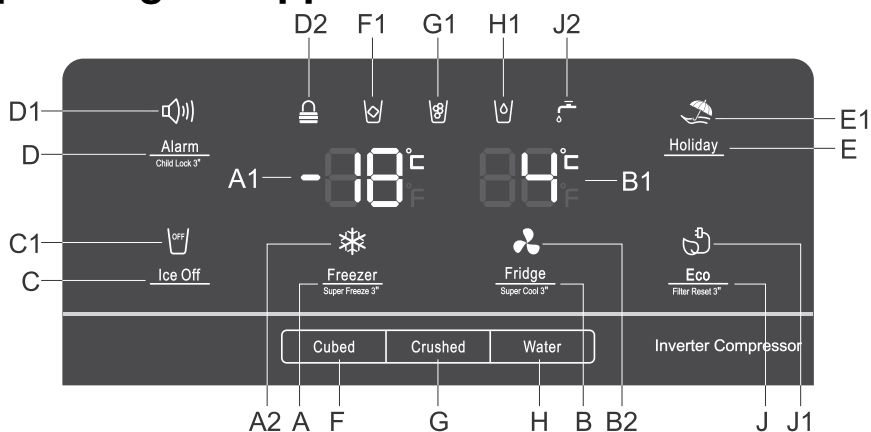 D2 F1 G1 H1 J2
D1 E1
D Alarm Holiday E
Child Lock 3"
A1 -18°C °F 4°C °F B1
C1 OFF
C Ice Off Freezer Fridge Eco
Super Freeze 3" Super Cool 3" Filter Reset 3"
Cubed Crushed Water Inverter Compressor
A2 A F G H B B2 J J1